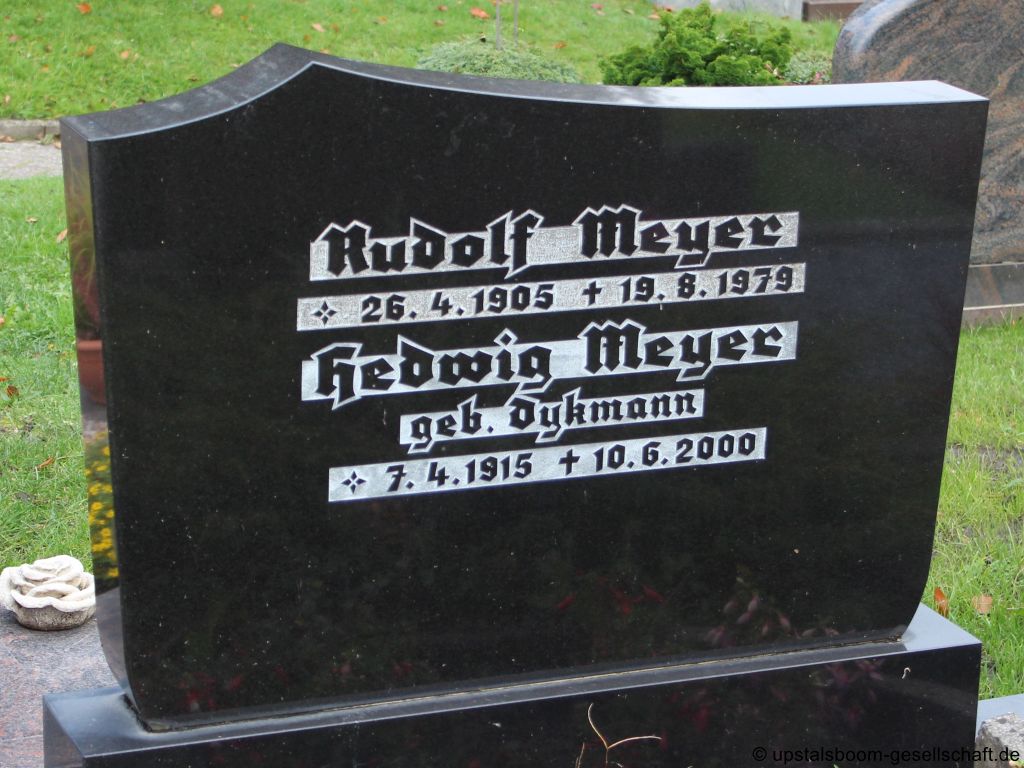 Rudolf Meyer
26. 4. 1905 † 19. 8. 1979
Hedwig Meyer
geb. Dykmann
7. 4. 1915 † 10. 6. 2000
© upstalsboom-gesellschaft.de